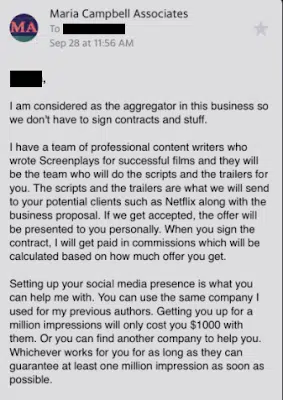 Maria Campbell Associates
MA
To
Sep 28 at 11:56 AM
,
I am considered as the aggregator in this business so
we don't have to sign contracts and stuff.
I have a team of professional content writers who
wrote Screenplays for successful films and they will
be the team who will do the scripts and the trailers for
you. The scripts and the trailers are what we will send
to your potential clients such as Netflix along with the
business proposal. If we get accepted, the offer will
be presented to you personally. When you sign the
contract, I will get paid in commissions which will be
calculated based on how much offer you get.
Setting up your social media presence is what you
can help me with. You can use the same company I
used for my previous authors. Getting you up for a
million impressions will only cost you $1000 with
them. Or you can find another company to help you.
Whichever works for you for as long as they can
guarantee at least one million impression as soon as
possible.